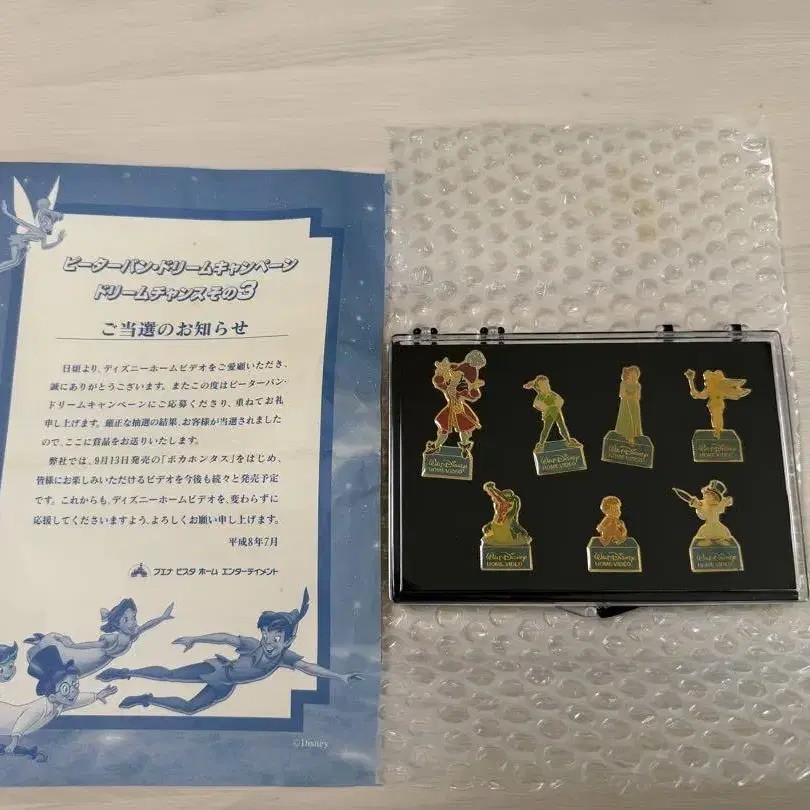 ピーターパン・ドリームキャンペーン
ドリームチャンスその3
ご当選のお知らせ
日頃より、ディズニーホームビデオをご愛顧いただき、
誠にありがとうございます。またこの度はピーターパン・
ドリームキャンペーンにご応募くださり、重ねてお礼
申し上げます。厳正な抽選の結果、お客様が当選されました
ので、ここに賞品をお送りいたします。
弊社では、9月13日発売の「ポカホンタス」をはじめ、
皆様にお楽しみいただけるビデオを今後も続々と発売予定
です。これからも、ディズニーホームビデオを、変わらずに
応援してくださいますよう、よろしくお願い申し上げます。
平成8年7月
ブエナ ビスタ ホーム エンターテイメント
©Disney
Walt Disney
HOME VIDEO
Walt Disney
HOME VIDEO
Walt Disney
HOME VIDEO
Walt Disney
HOME VIDEO
Walt Disney
HOME VIDEO
Walt Disney
HOME VIDEO
Walt Disney
HOME VIDEO